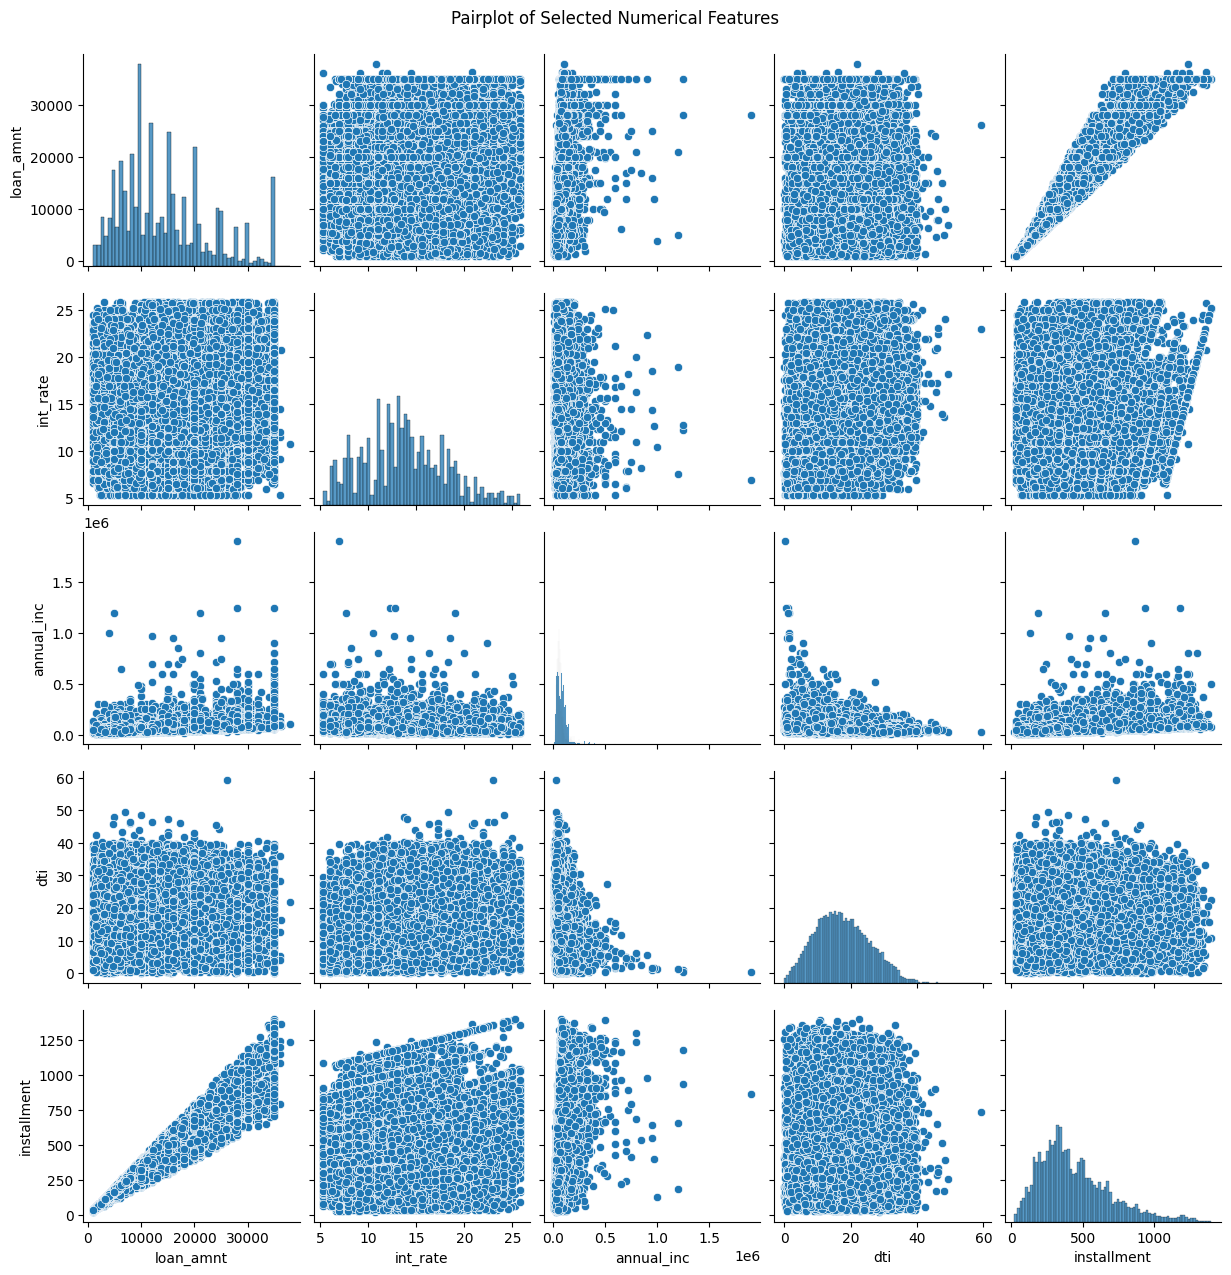 Pairplot of Selected Numerical Features
loan_amnt
30000
20000
10000
0
int_rate
25
20
15
10
5
1e6
annual_inc
1.5
1.0
0.5
0.0
dti
60
50
40
30
20
10
0
installment
1250
1000
750
500
250
0
0 10000 20000 30000
5 10 15 20 25
0.0 0.5 1.0 1.5
1e6
0 20 40 60
0 500 1000
loan_amnt int_rate annual_inc dti installment